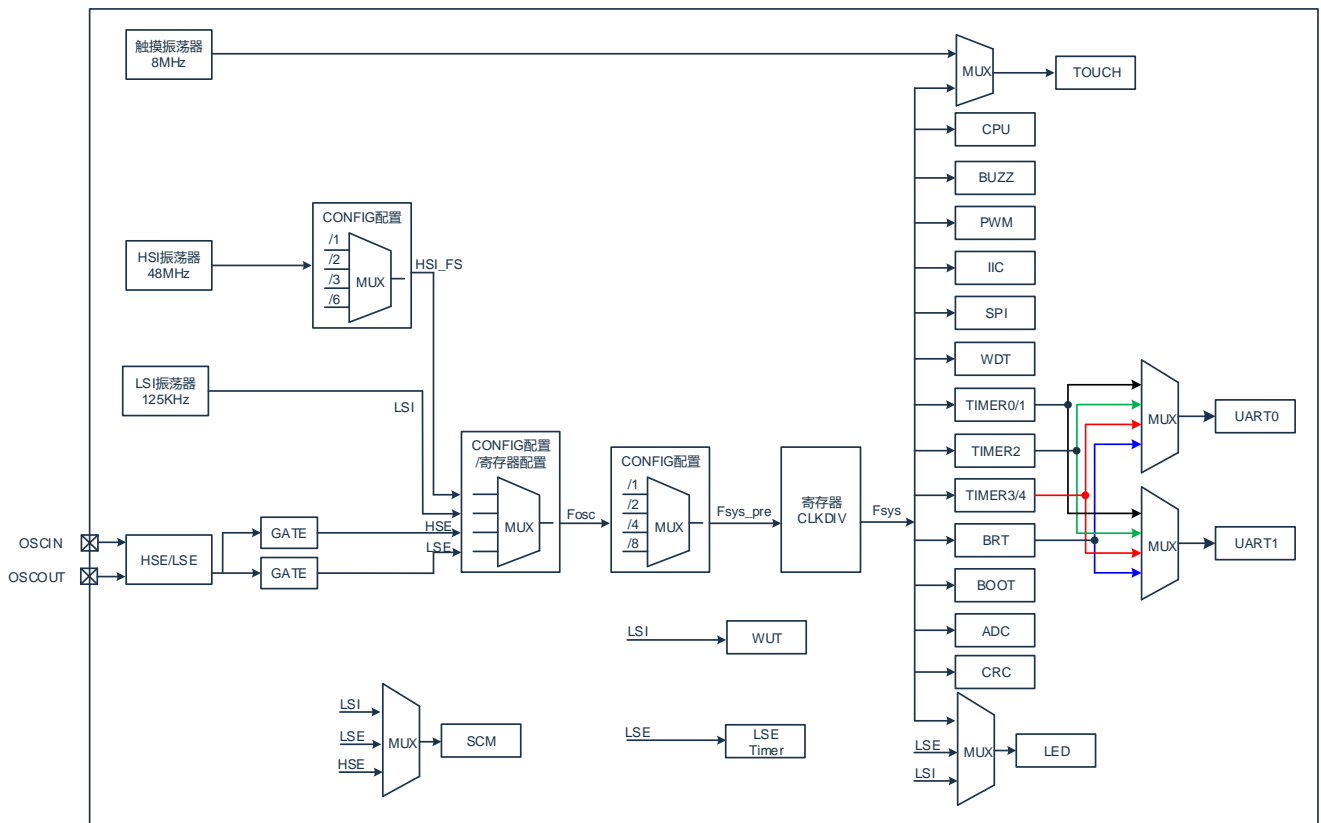 触摸振荡器
8MHz
MUX
TOUCH
CPU
BUZZ
PWM
IIC
SPI
WDT
TIMER0/1
TIMER2
TIMER3/4
BRT
BOOT
ADC
CRC
CONFIG配置
/1
/2
/3
/6
MUX
HSI_FS
HSI振荡器
48MHz
LSI振荡器
125KHz
LSI
CONFIG配置
/寄存器配置
MUX
Fosc
CONFIG配置
/1
/2
/4
/8
MUX
Fsys_pre
寄存器
CLKDIV
Fsys
MUX
UART0
MUX
UART1
OSCIN
OSCOUT
HSE/LSE
GATE
HSE
GATE
LSE
LSI
WUT
LSI
LSE
HSE
MUX
SCM
LSE
LSE
Timer
LSE
LSI
MUX
LED